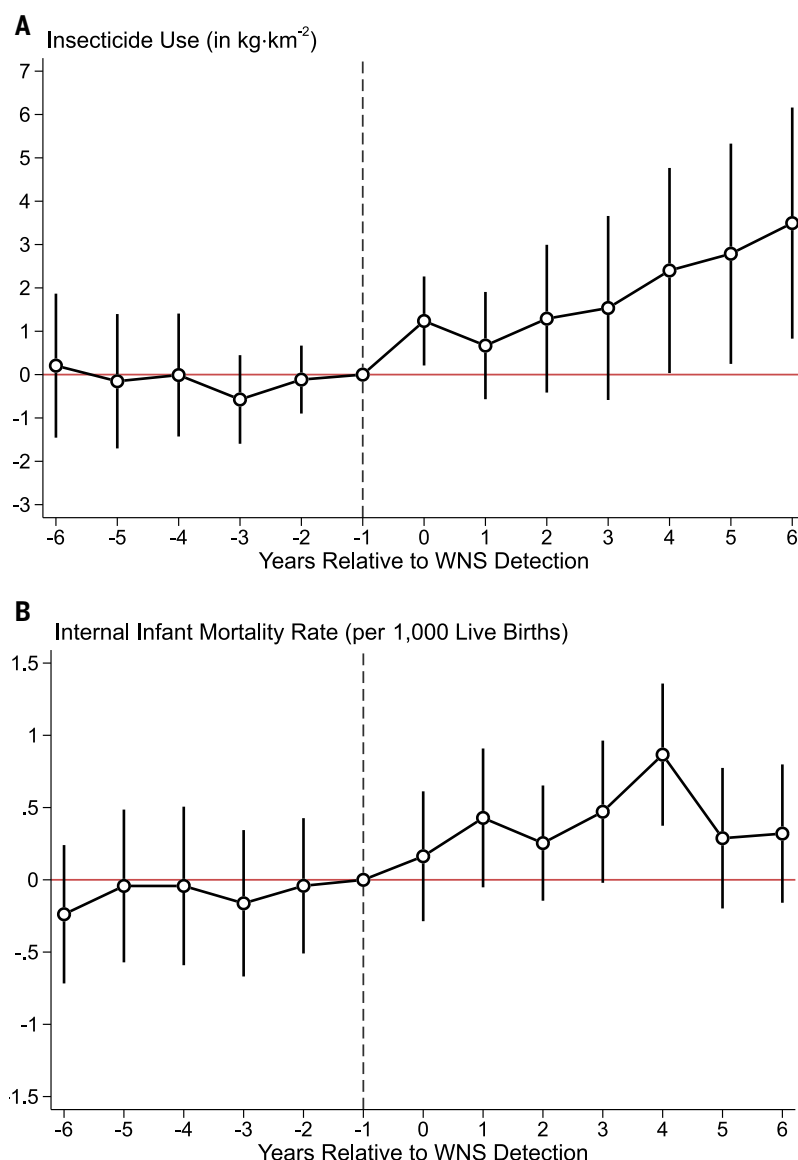 A
Insecticide Use (in kg·km⁻²)
7
6
5
4
3
2
1
0
-1
-2
-3
-6 -5 -4 -3 -2 -1 0 1 2 3 4 5 6
Years Relative to WNS Detection
B
Internal Infant Mortality Rate (per 1,000 Live Births)
1.5
1
.5
0
-.5
-1
-1.5
-6 -5 -4 -3 -2 -1 0 1 2 3 4 5 6
Years Relative to WNS Detection